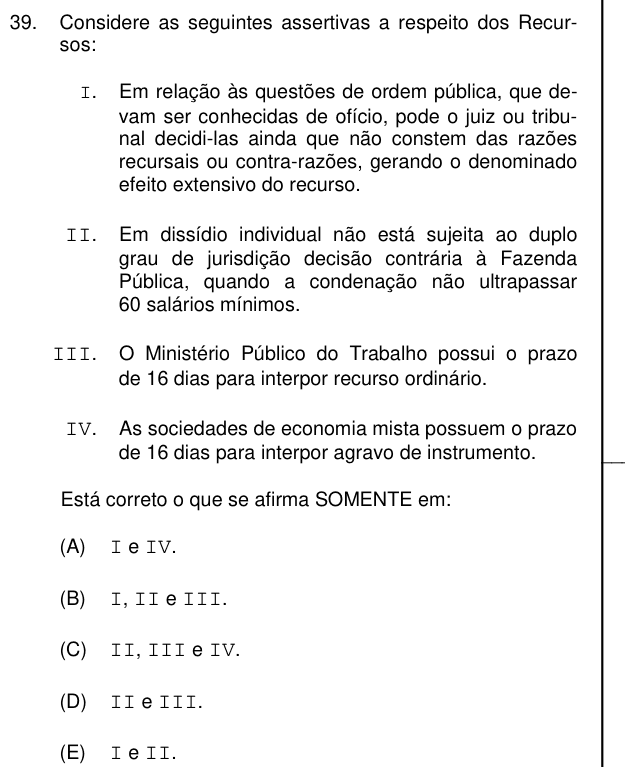 39. Considere as seguintes assertivas a respeito dos Recur-
sos:
I. Em relação às questões de ordem pública, que de-
vam ser conhecidas de ofício, pode o juiz ou tribu-
nal decidi-las ainda que não constem das razões
recursais ou contra-razões, gerando o denominado
efeito extensivo do recurso.
II. Em dissídio individual não está sujeita ao duplo
grau de jurisdição decisão contrária à Fazenda
Pública, quando a condenação não ultrapassar
60 salários mínimos.
III. O Ministério Público do Trabalho possui o prazo
de 16 dias para interpor recurso ordinário.
IV. As sociedades de economia mista possuem o prazo
de 16 dias para interpor agravo de instrumento.
Está correto o que se afirma SOMENTE em:
(A) I e IV.
(B) I, II e III.
(C) II, III e IV.
(D) II e III.
(E) I e II.